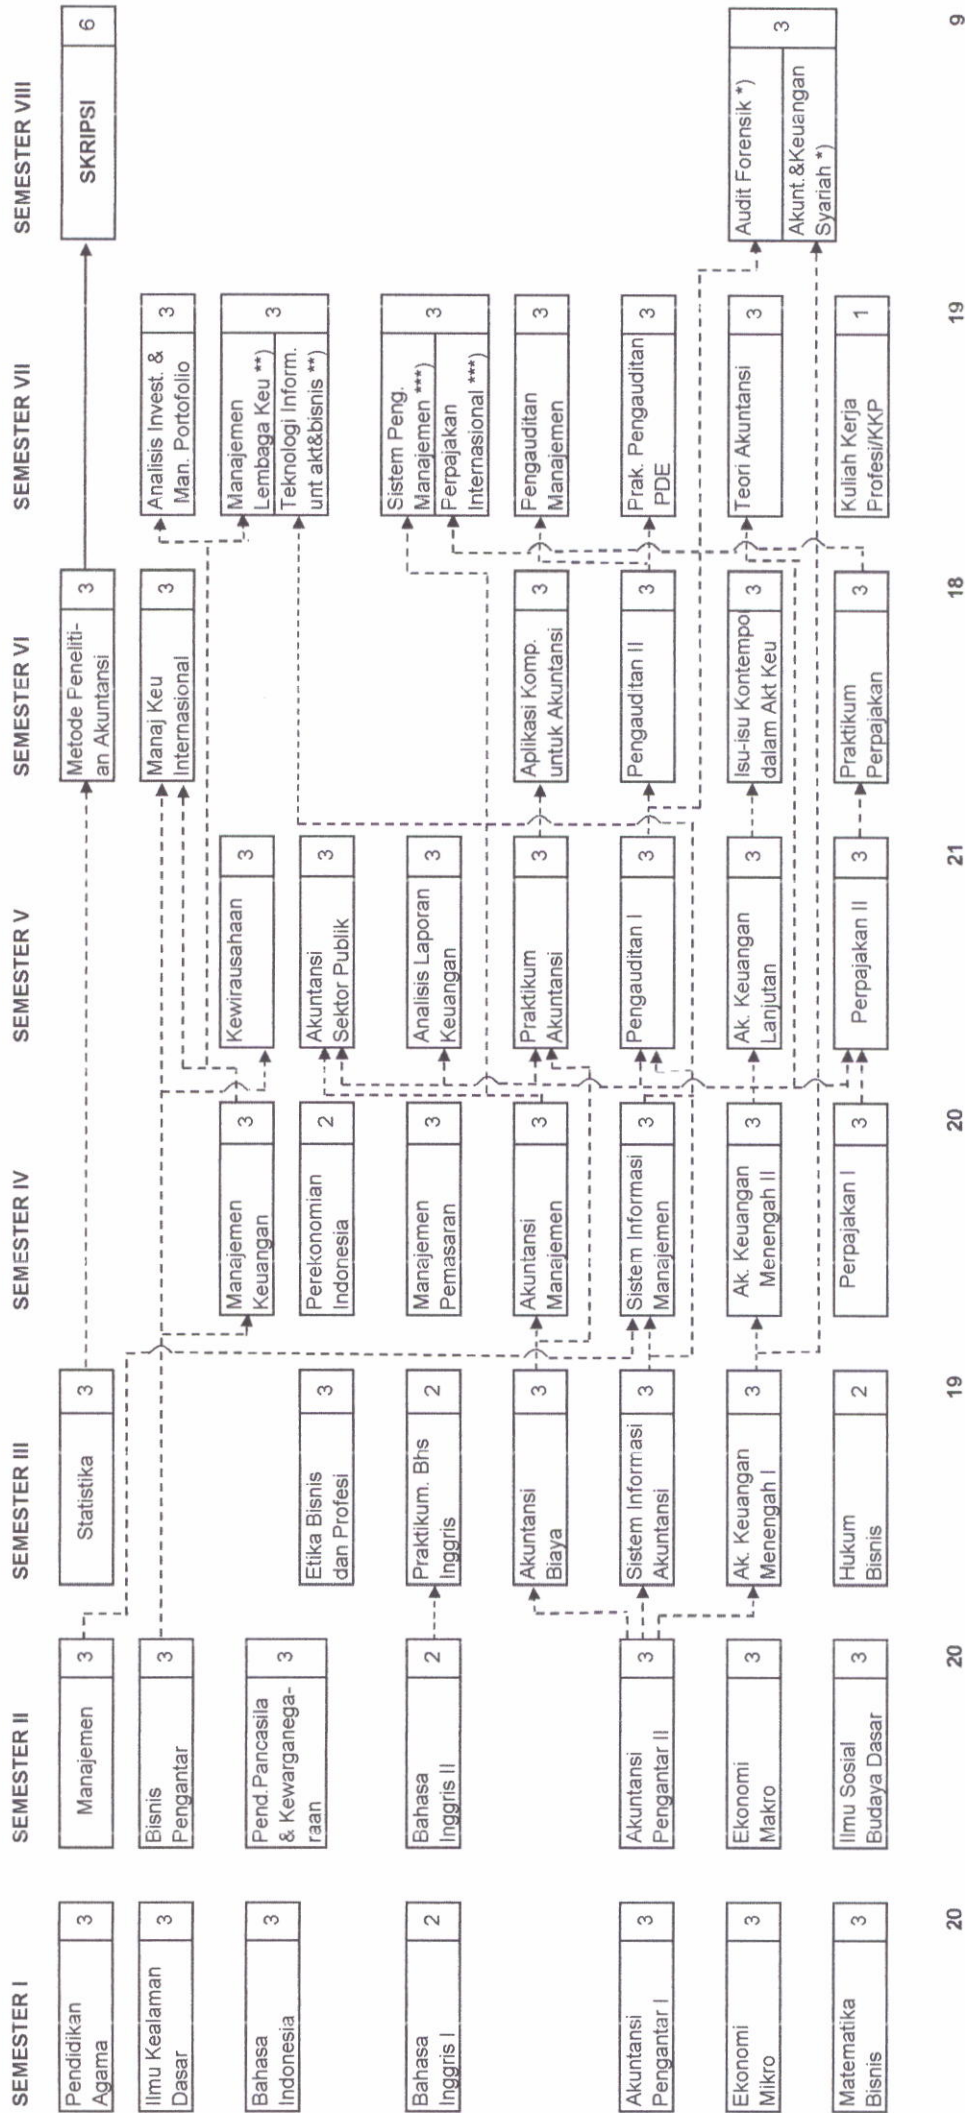 SEMESTER I
Pendidikan
Agama
3
Ilmu Kealaman
Dasar
3
Bahasa
Indonesia
3
Bahasa
Inggris I
2
Akuntansi
Pengantar I
3
Ekonomi
Mikro
3
Matematika
Bisnis
3
20
SEMESTER II
Manajemen
3
Bisnis
Pengantar
3
Pend.Pancasila
& Kewarganega-
raan
3
Bahasa
Inggris II
2
Akuntansi
Pengantar II
3
Ekonomi
Makro
3
Ilmu Sosial
Budaya Dasar
3
20
SEMESTER III
Statistika
3
Etika Bisnis
dan Profesi
3
Praktikum. Bhs
Inggris
2
Akuntansi
Biaya
3
Sistem Informasi
Akuntansi
3
Ak. Keuangan
Menengah I
3
Hukum
Bisnis
2
19
SEMESTER IV
Manajemen
Keuangan
3
Perekonomian
Indonesia
2
Manajemen
Pemasaran
3
Akuntansi
Manajemen
3
Sistem Informasi
Manajemen
3
Ak. Keuangan
Menengah II
3
Perpajakan I
3
20
SEMESTER V
Kewirausahaan
3
Akuntansi
Sektor Publik
3
Analisis Laporan
Keuangan
3
Praktikum
Akuntansi
3
Pengauditan I
3
Ak. Keuangan
Lanjutan
3
Perpajakan II
3
21
SEMESTER VI
Metode Peneliti-
an Akuntansi
3
Manaj Keu
Internasional
3
Aplikasi Komp.
untuk Akuntansi
3
Pengauditan II
3
Isu-isu Kontempo
dalam Akt Keu
3
Praktikum
Perpajakan
3
18
SEMESTER VII
Analisis Invest. &
Man. Portofolio
3
Manajemen
Lembaga Keu **)
Teknologi Inform.
unt akt&bisnis **)
3
Sistem Peng.
Manajemen ***)
Perpajakan
Internasional ***)
3
Pengauditan
Manajemen
3
Prak. Pengauditan
PDE
3
Teori Akuntansi
3
Kuliah Kerja
Profesi/KKP
1
19
SEMESTER VIII
SKRIPSI
6
Audit Forensik *)
Akunt.&Keuangan
Syariah *)
3
9